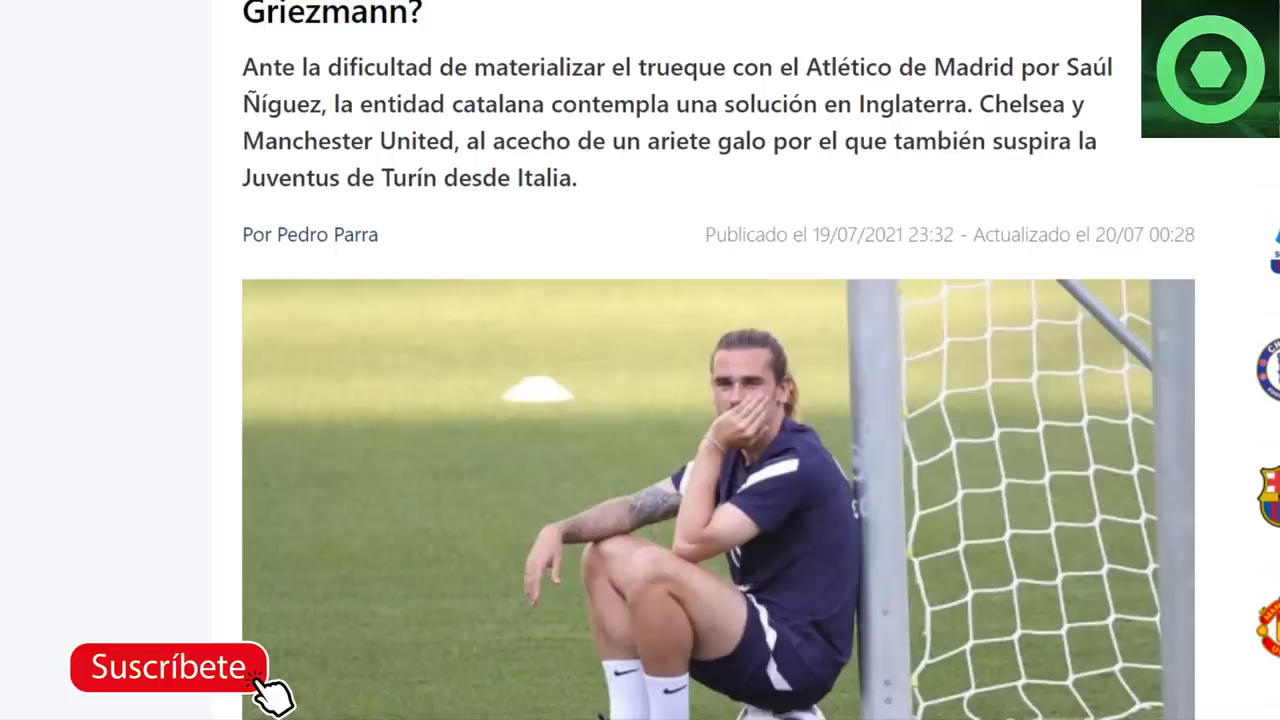 Griezmann?
Ante la dificultad de materializar el trueque con el Atlético de Madrid por Saúl
Ñíguez, la entidad catalana contempla una solución en Inglaterra. Chelsea y
Manchester United, al acecho de un ariete galo por el que también suspira la
Juventus de Turín desde Italia.
Por Pedro Parra
Publicado el 19/07/2021 23:32 - Actualizado el 20/07 00:28
Suscríbete